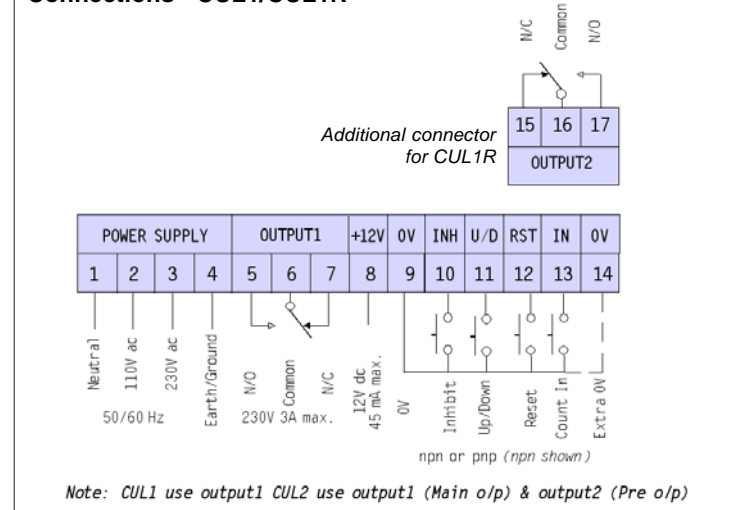 Connections - CUL1/CUL1R
N/C Common N/O
15 16 17
OUTPUT2
Additional connector
for CUL1R
POWER SUPPLY OUTPUT1 +12V 0V INH U/D RST IN 0V
1 2 3 4 5 6 7 8 9 10 11 12 13 14
Neutral
110V ac
230V ac
Earth/Ground
50/60 Hz
N/O
Common
N/C
230V 3A max.
12V dc
45 mA max.
0V
Inhibit
Up/Down
Reset
Count In
Extra 0V
npn or pnp (npn shown)
Note: CUL1 use output1 CUL2 use output1 (Main o/p) & output2 (Pre o/p)